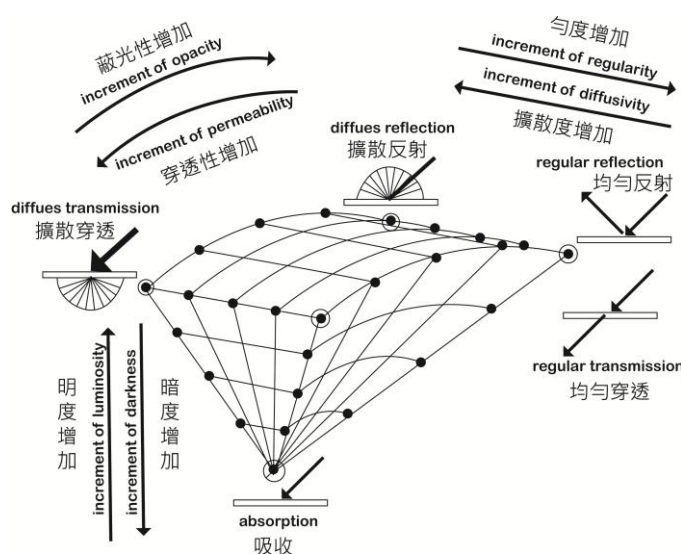 蔽光性增加
increment of opacity
increment of permeability
穿透性增加
勻度增加
increment of regularity
increment of diffusivity
擴散度增加
diffues reflection
擴散反射
regular reflection
均勻反射
diffues transmission
擴散穿透
regular transmission
均勻穿透
明度增加
increment of luminosity
increment of darkness
暗度增加
absorption
吸收